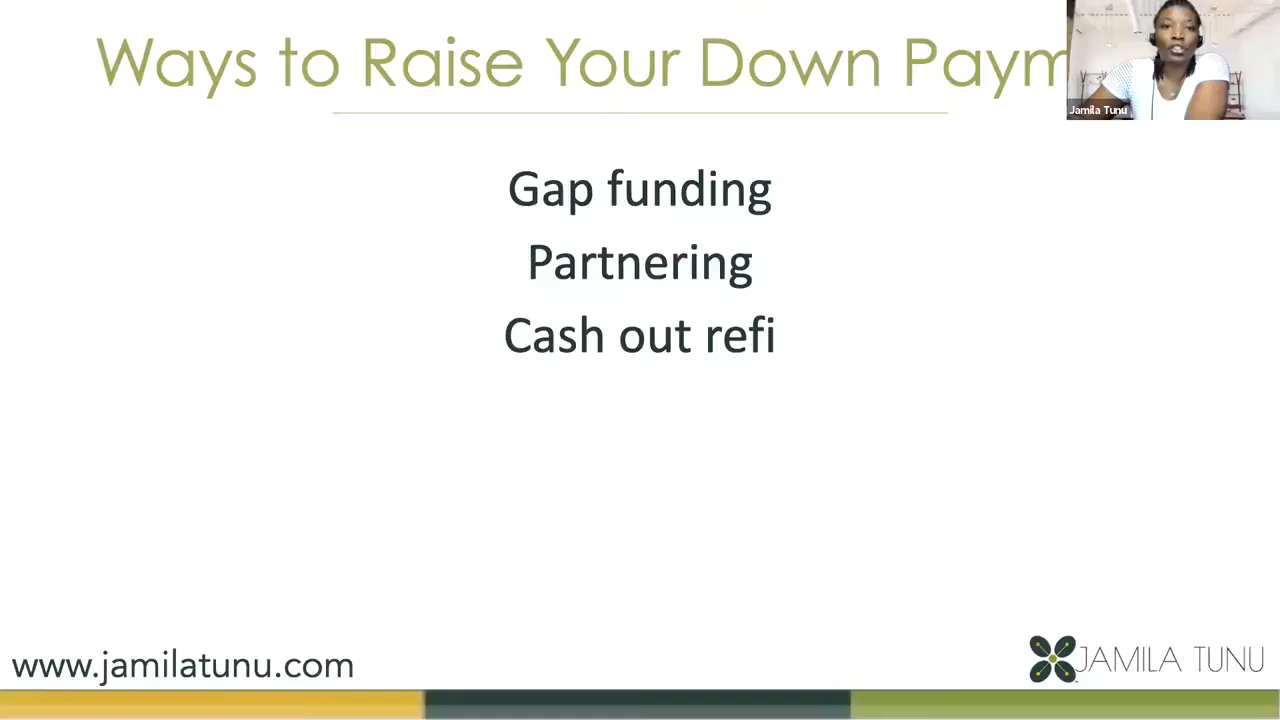 Ways to Raise Your Down Paym
Jamila Tunu
Gap funding
Partnering
Cash out refi
www.jamilatunu.com
JAMILA TUNU